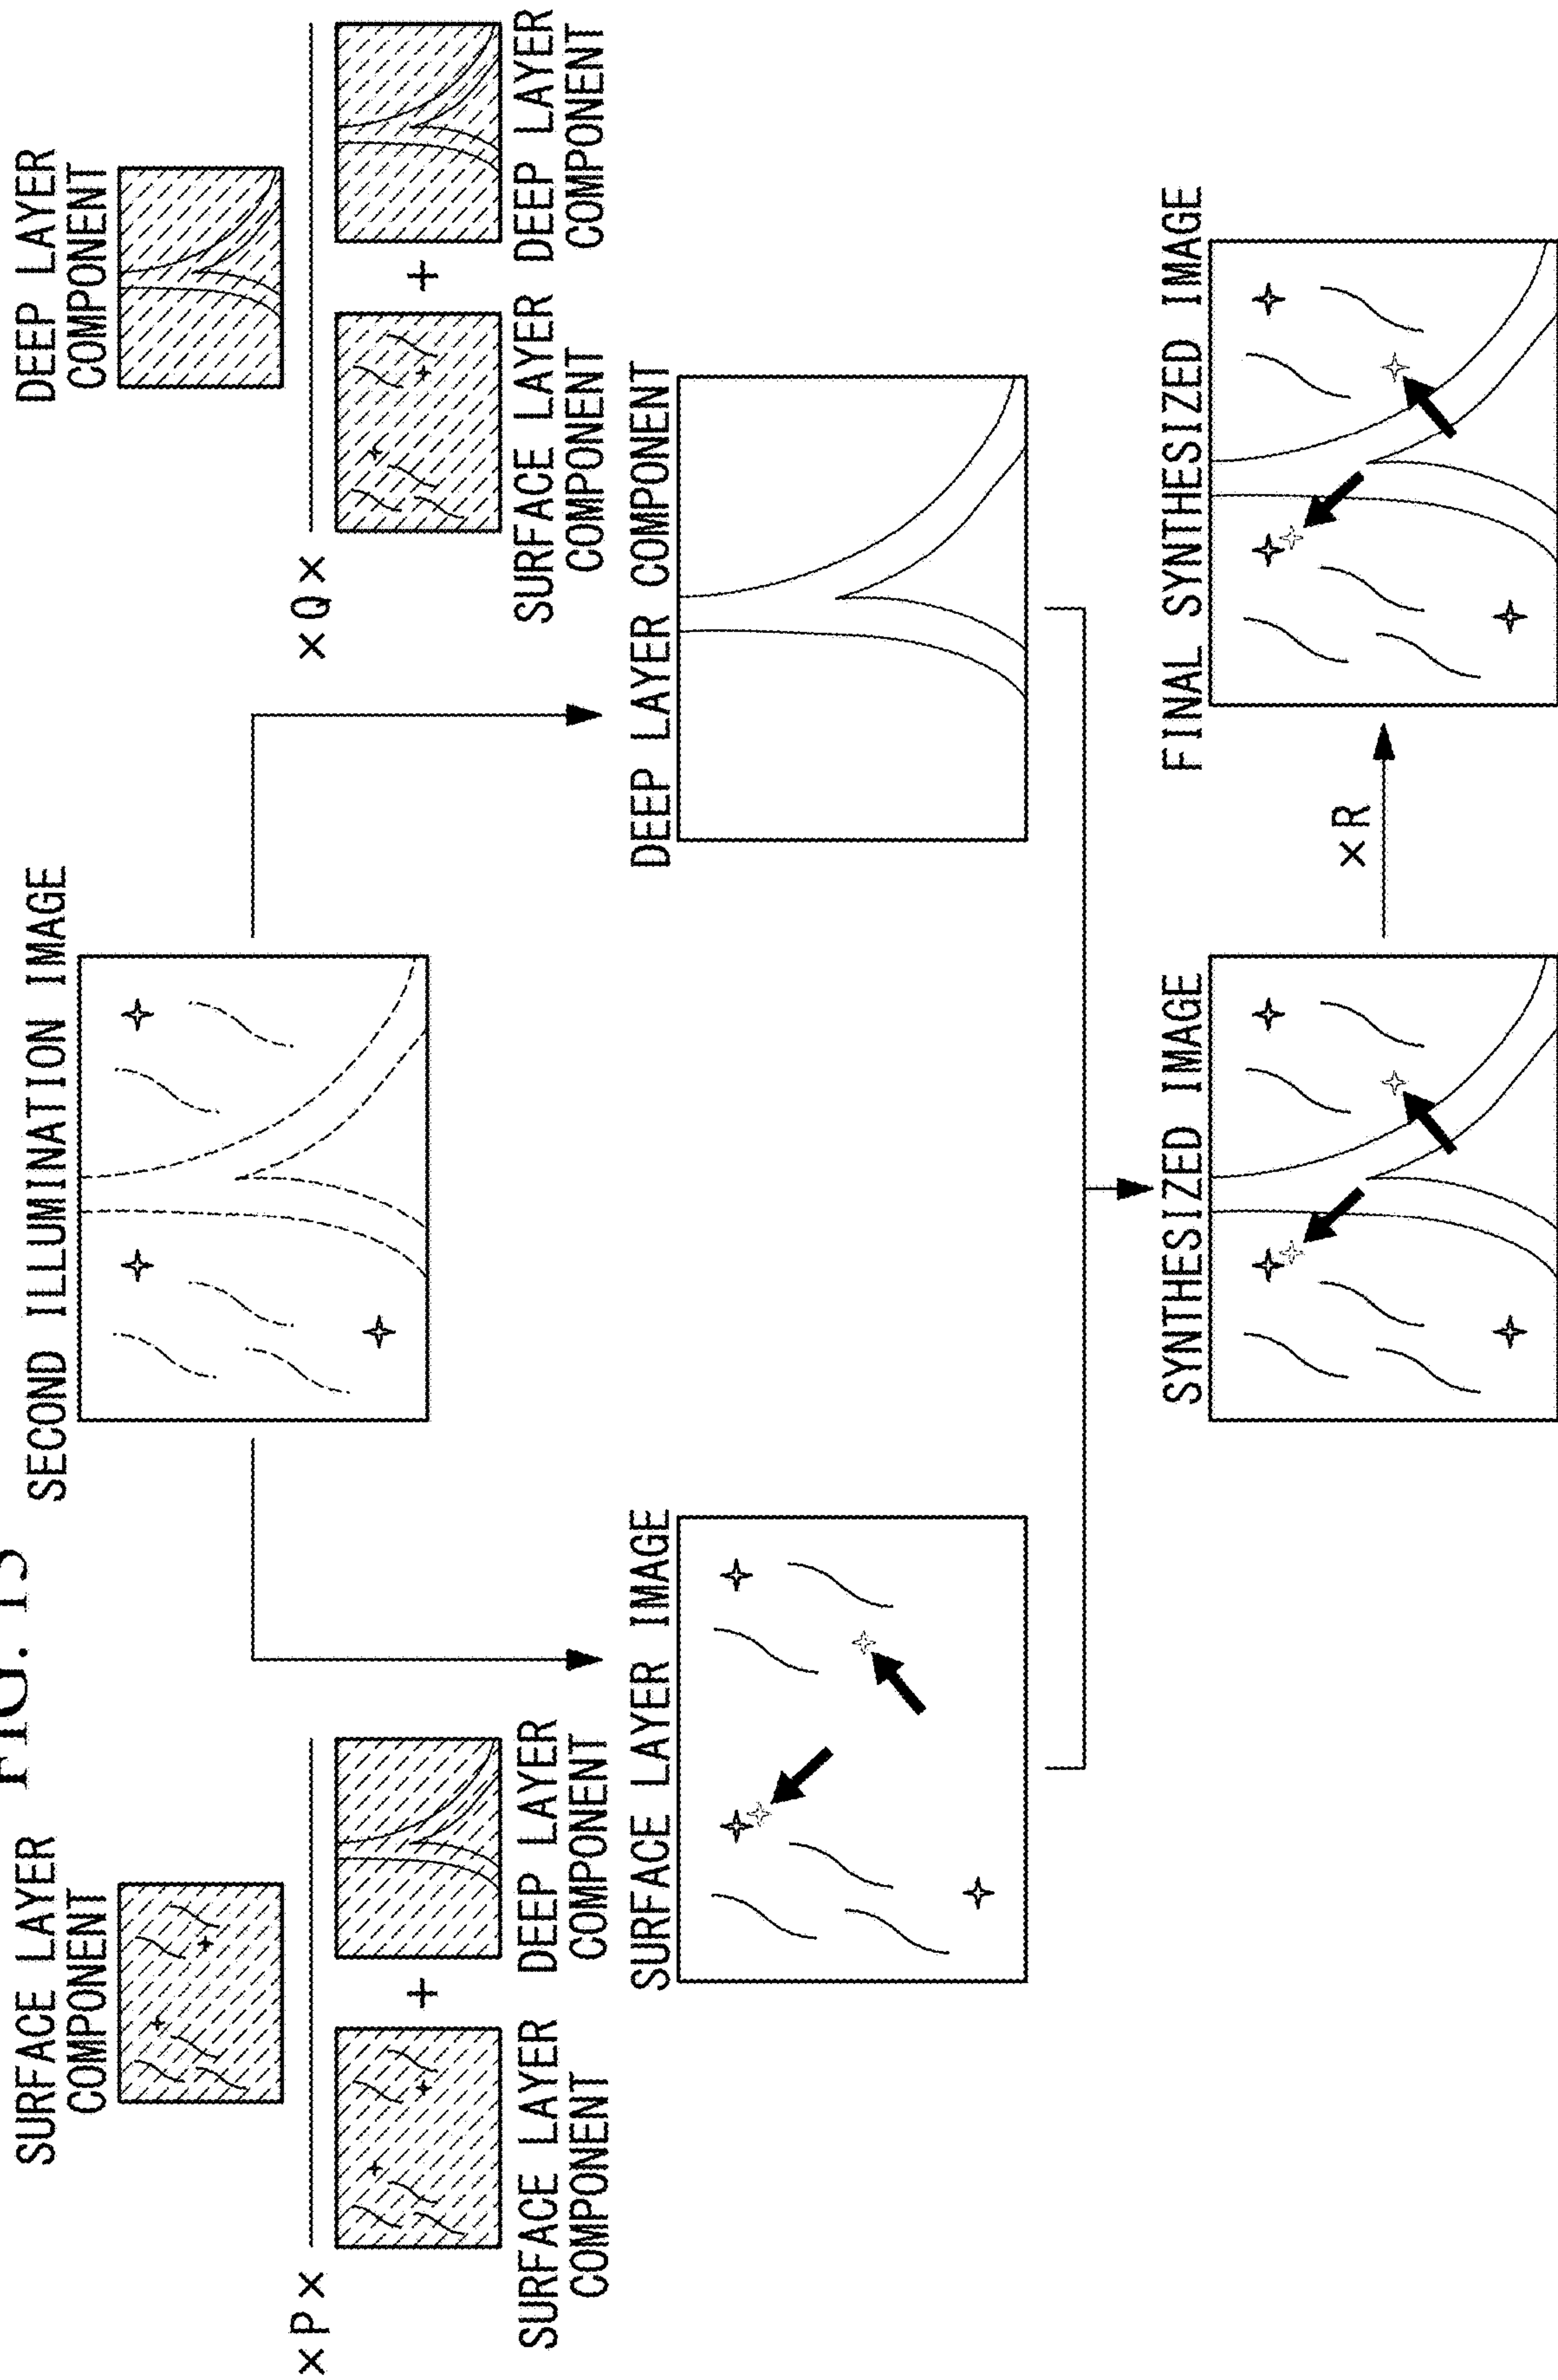 FIG. 13
SECOND ILLUMINATION IMAGE
SURFACE LAYER
COMPONENT
×P×
+
SURFACE LAYER
COMPONENT
DEEP LAYER
COMPONENT
DEEP LAYER
COMPONENT
×Q×
+
SURFACE LAYER
COMPONENT
DEEP LAYER
COMPONENT
SURFACE LAYER IMAGE
DEEP LAYER COMPONENT
SYNTHESIZED IMAGE
×R
FINAL SYNTHESIZED IMAGE